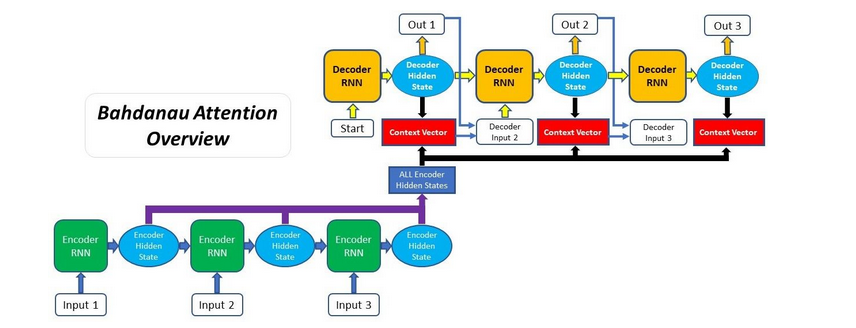 Out 1
Out 2
Out 3
Decoder
RNN
Decoder
Hidden
State
Decoder
RNN
Decoder
Hidden
State
Decoder
RNN
Decoder
Hidden
State
Bahdanau Attention
Overview
Start
Context Vector
Decoder
Input 2
Context Vector
Decoder
Input 3
Context Vector
ALL Encoder
Hidden States
Encoder
RNN
Encoder
Hidden
State
Encoder
RNN
Encoder
Hidden
State
Encoder
RNN
Encoder
Hidden
State
Input 1
Input 2
Input 3